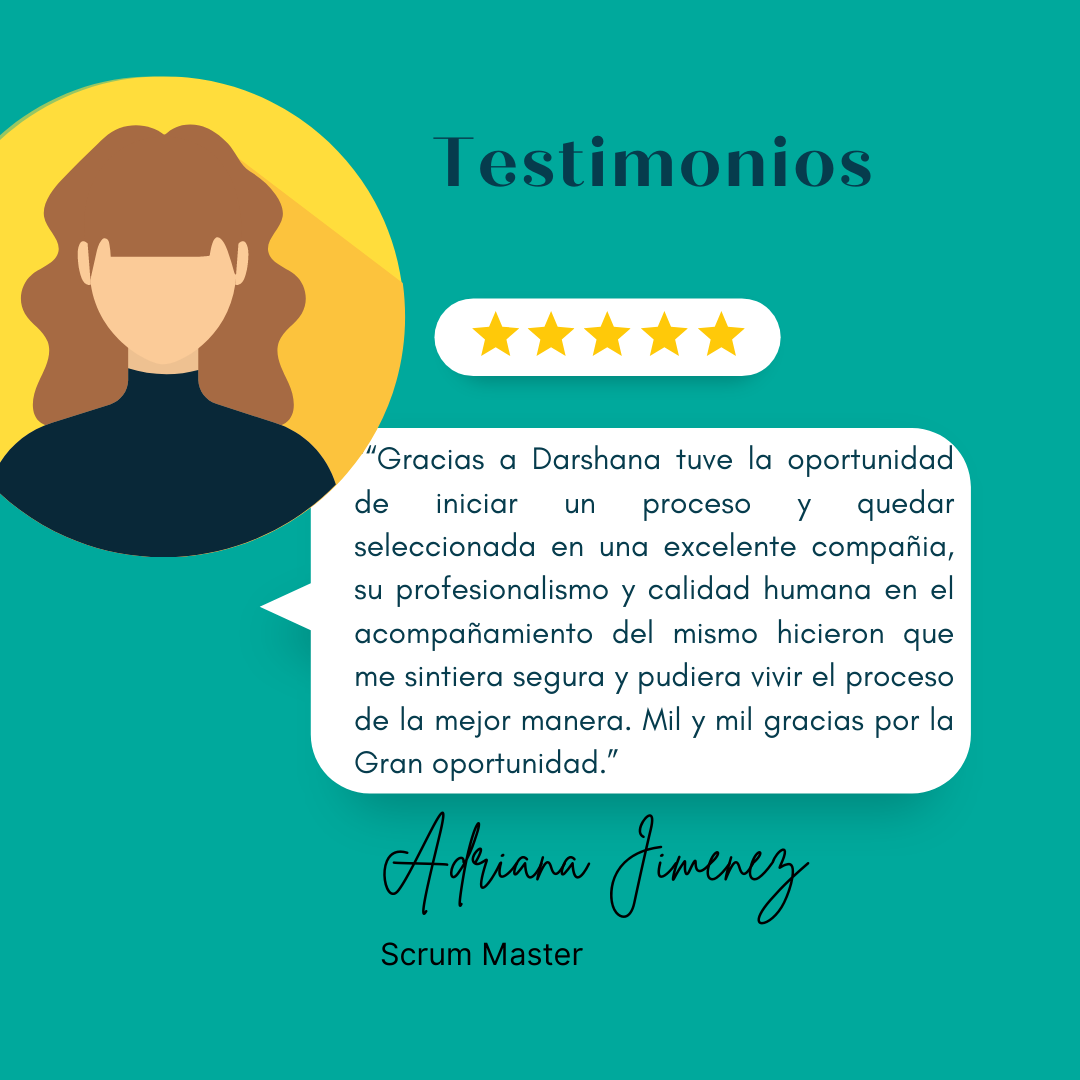 Testimonios
“Gracias a Darshana tuve la oportunidad
de iniciar un proceso y quedar
seleccionada en una excelente compañia,
su profesionalismo y calidad humana en el
acompañamiento del mismo hicieron que
me sintiera segura y pudiera vivir el proceso
de la mejor manera. Mil y mil gracias por la
Gran oportunidad.”
Adriana Jimenez
Scrum Master